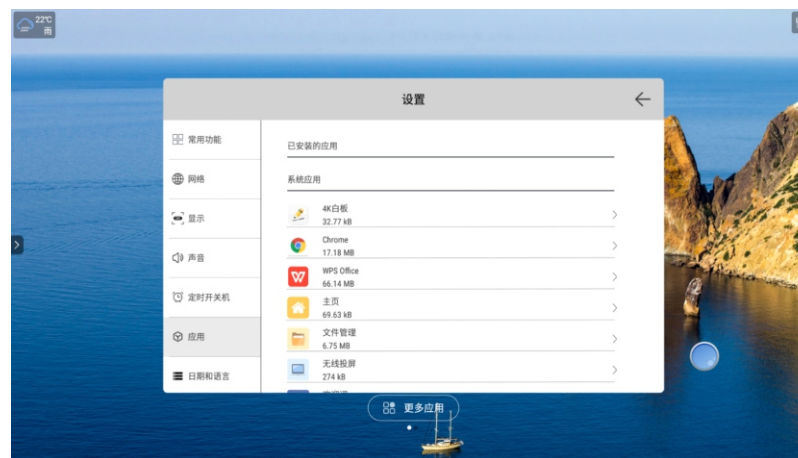 22℃
雨
设置
常用功能
网络
显示
声音
定时开关机
应用
日期和语言
已安装的应用
系统应用
4K白板
32.77 kB
Chrome
17.18 MB
WPS Office
66.14 MB
主页
69.63 kB
文件管理
6.75 MB
无线投屏
274 kB
更多应用